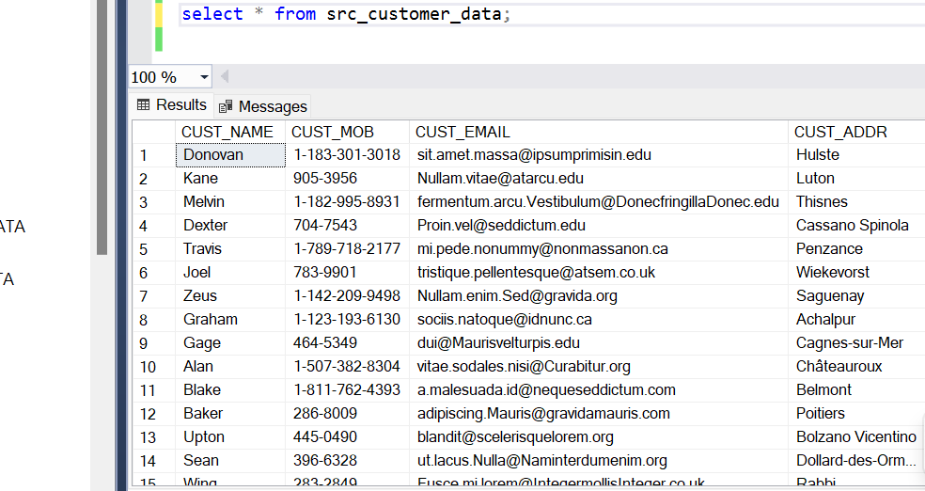 select * from src_customer_data;
100 %
Results Messages
CUST_NAME CUST_MOB CUST_EMAIL CUST_ADDR
1 Donovan 1-183-301-3018 sit.amet.massa@ipsumprimisin.edu Hulste
2 Kane 905-3956 Nullam.vitae@atarcu.edu Luton
3 Melvin 1-182-995-8931 fermentum.arcu.Vestibulum@DonecfringillaDonec.edu Thisnes
ATA
4 Dexter 704-7543 Proin.vel@seddictum.edu Cassano Spinola
5 Travis 1-789-718-2177 mi.pede.nonummy@nonmassanon.ca Penzance
TA
6 Joel 783-9901 tristique.pellentesque@atsem.co.uk Wiekevorst
7 Zeus 1-142-209-9498 Nullam.enim.Sed@gravida.org Saguenay
8 Graham 1-123-193-6130 sociis.natoque@idnunc.ca Achalpur
9 Gage 464-5349 dui@Maurisvelturpis.edu Cagnes-sur-Mer
10 Alan 1-507-382-8304 vitae.sodales.nisi@Curabitur.org Châteauroux
11 Blake 1-811-762-4393 a.malesuada.id@nequeseddictum.com Belmont
12 Baker 286-8009 adipiscing.Mauris@gravidamauris.com Poitiers
13 Upton 445-0490 blandit@scelerisquelorem.org Bolzano Vicentino
14 Sean 396-6328 ut.lacus.Nulla@Naminterdumenim.org Dollard-des-Orm...
15 Wing 283-2849 Fusce.mi.lorem@IntegermollisInteger.co.uk Rabbi